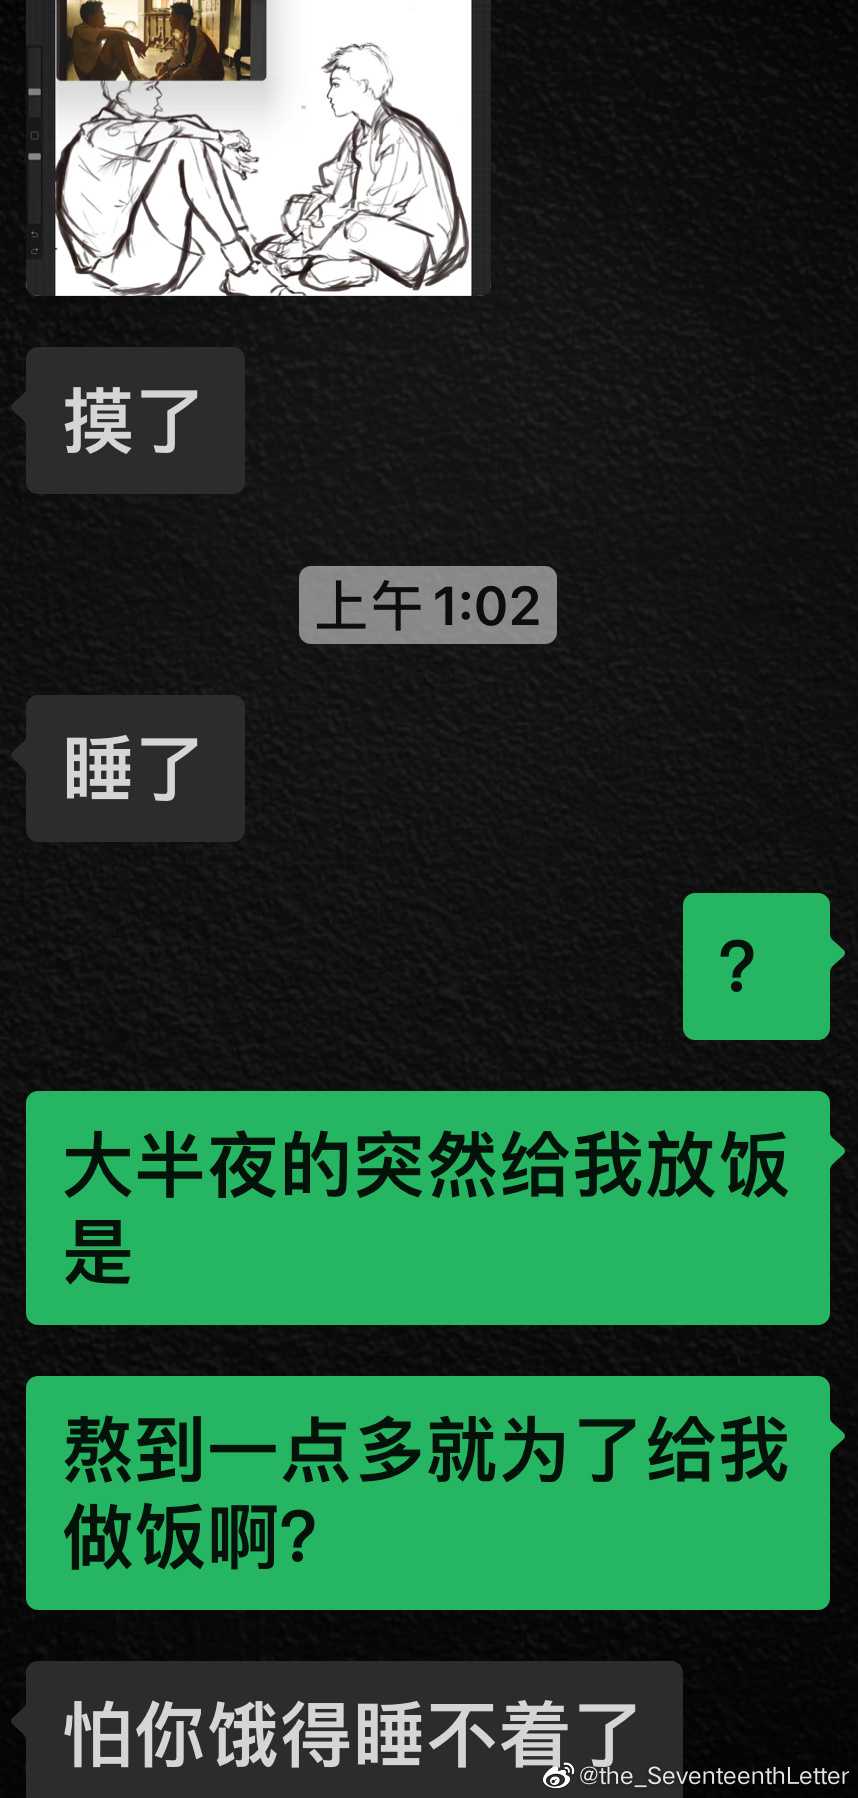 摸了
上午 1:02
睡了
?
大半夜的突然给我放饭
是
熬到一点多就为了给我
做饭啊?
怕你饿得睡不着了
@the_SeventeenthLetter